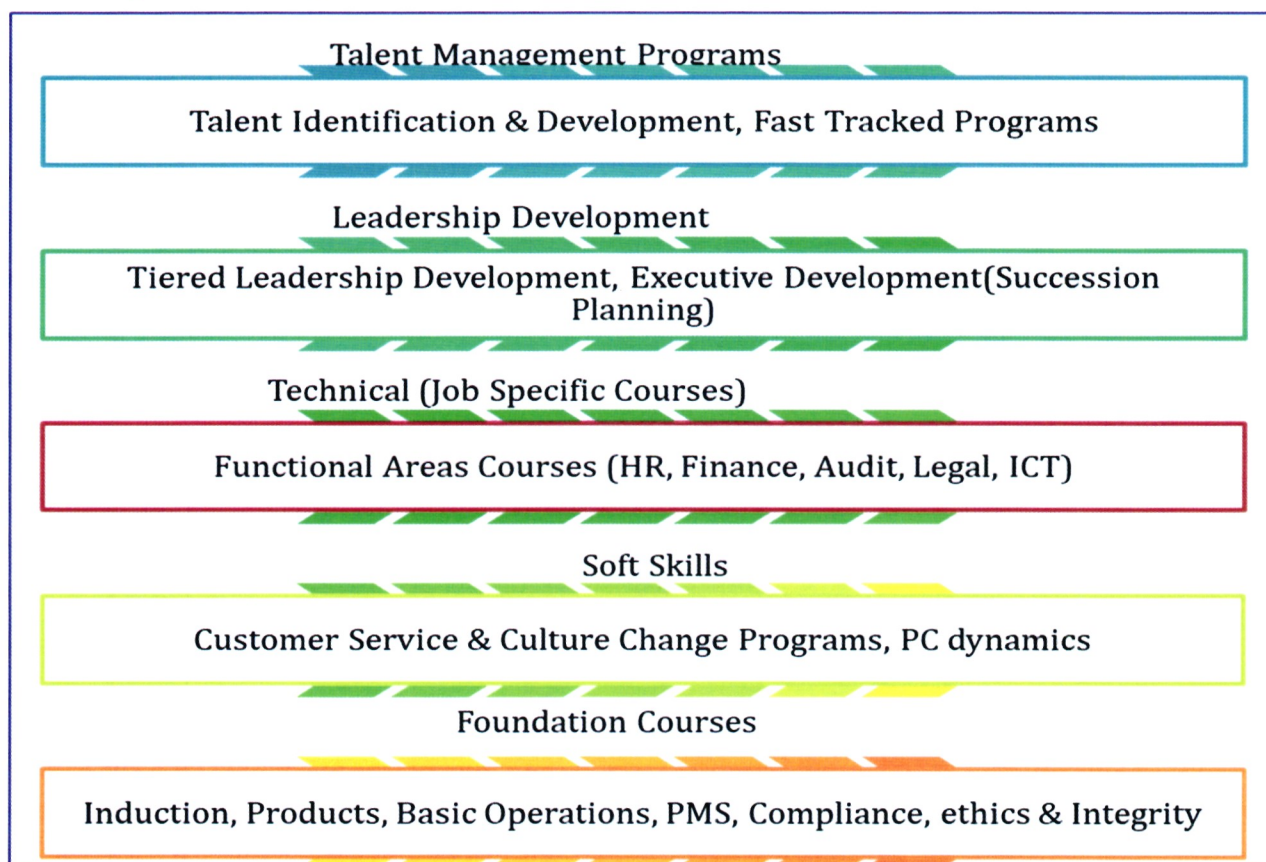 Talent Management Programs
Talent Identification & Development, Fast Tracked Programs
Leadership Development
Tiered Leadership Development, Executive Development(Succession
Planning)
Technical (Job Specific Courses)
Functional Areas Courses (HR, Finance, Audit, Legal, ICT)
Soft Skills
Customer Service & Culture Change Programs, PC dynamics
Foundation Courses
Induction, Products, Basic Operations, PMS, Compliance, ethics & Integrity